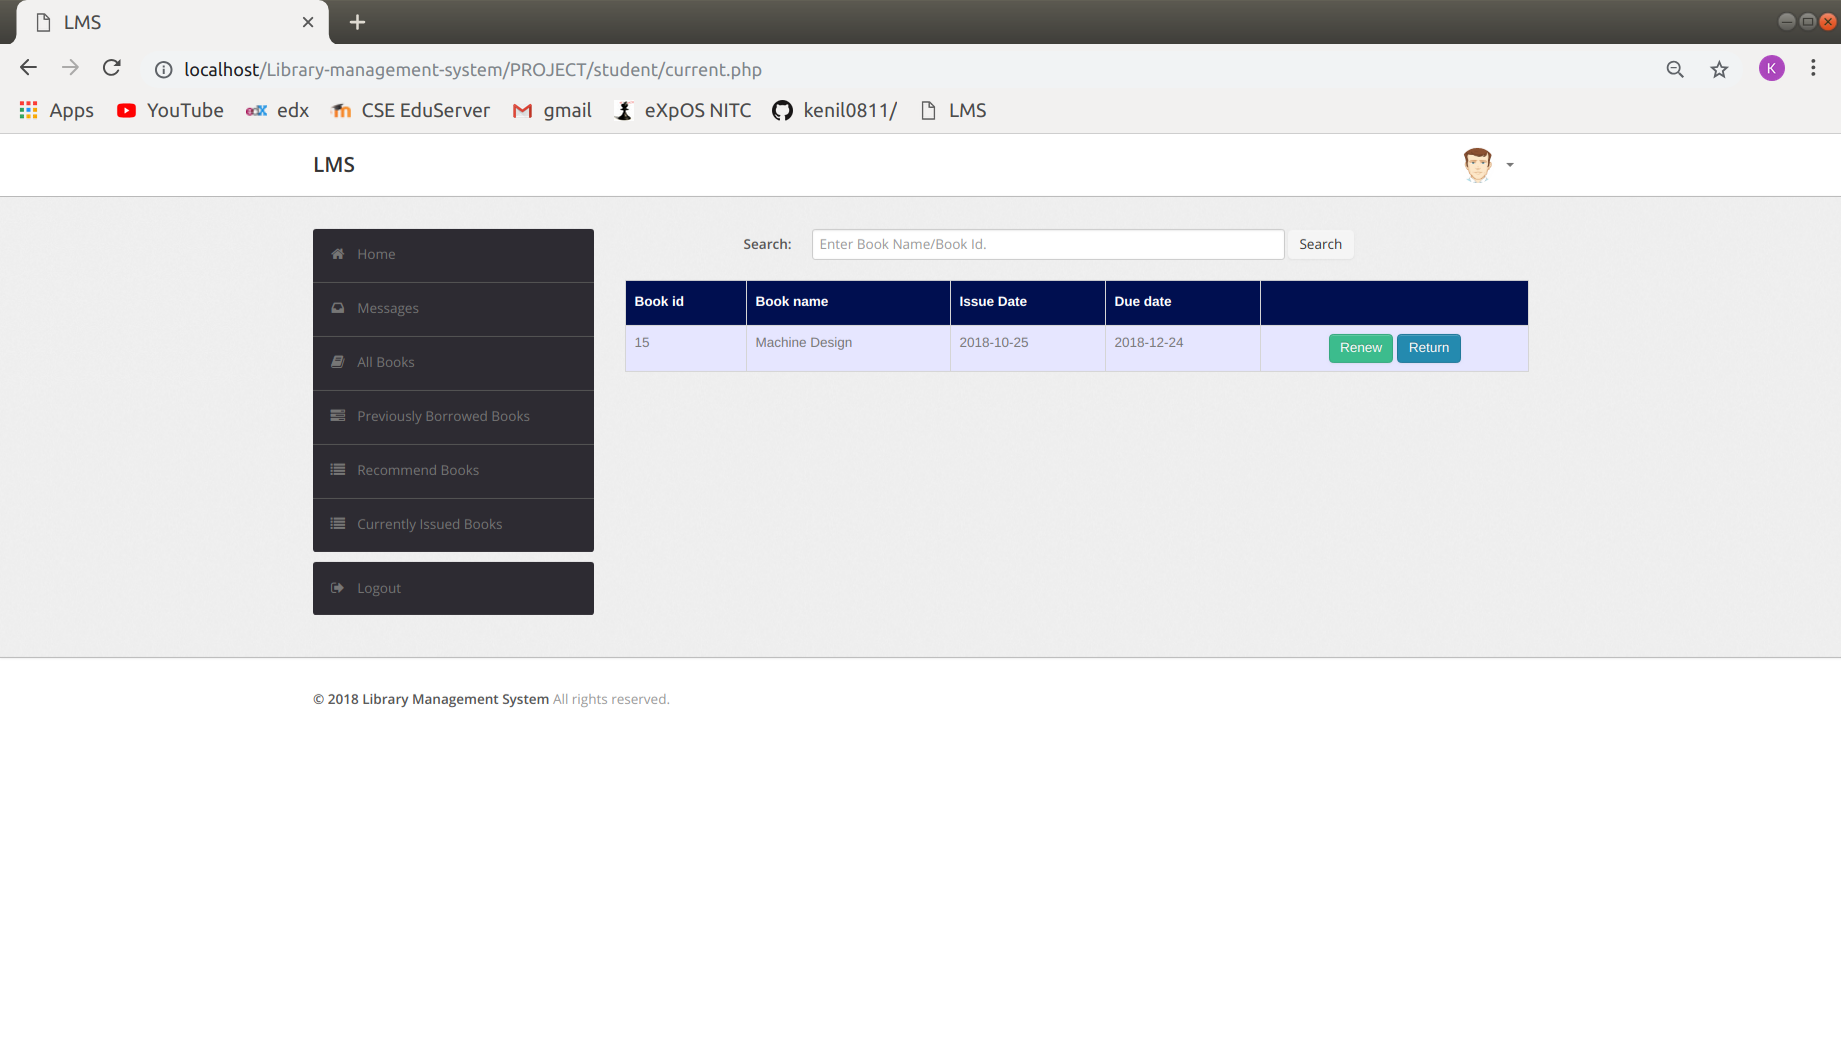 LMS
localhost/Library-management-system/PROJECT/student/current.php
K
Apps YouTube edX edx CSE EduServer gmail eXpOS NITC kenil0811/ LMS
LMS
Home
Messages
All Books
Previously Borrowed Books
Recommend Books
Currently Issued Books
Logout
Search: Enter Book Name/Book Id. Search
Book id Book name Issue Date Due date
15 Machine Design 2018-10-25 2018-12-24 Renew Return
© 2018 Library Management System All rights reserved.